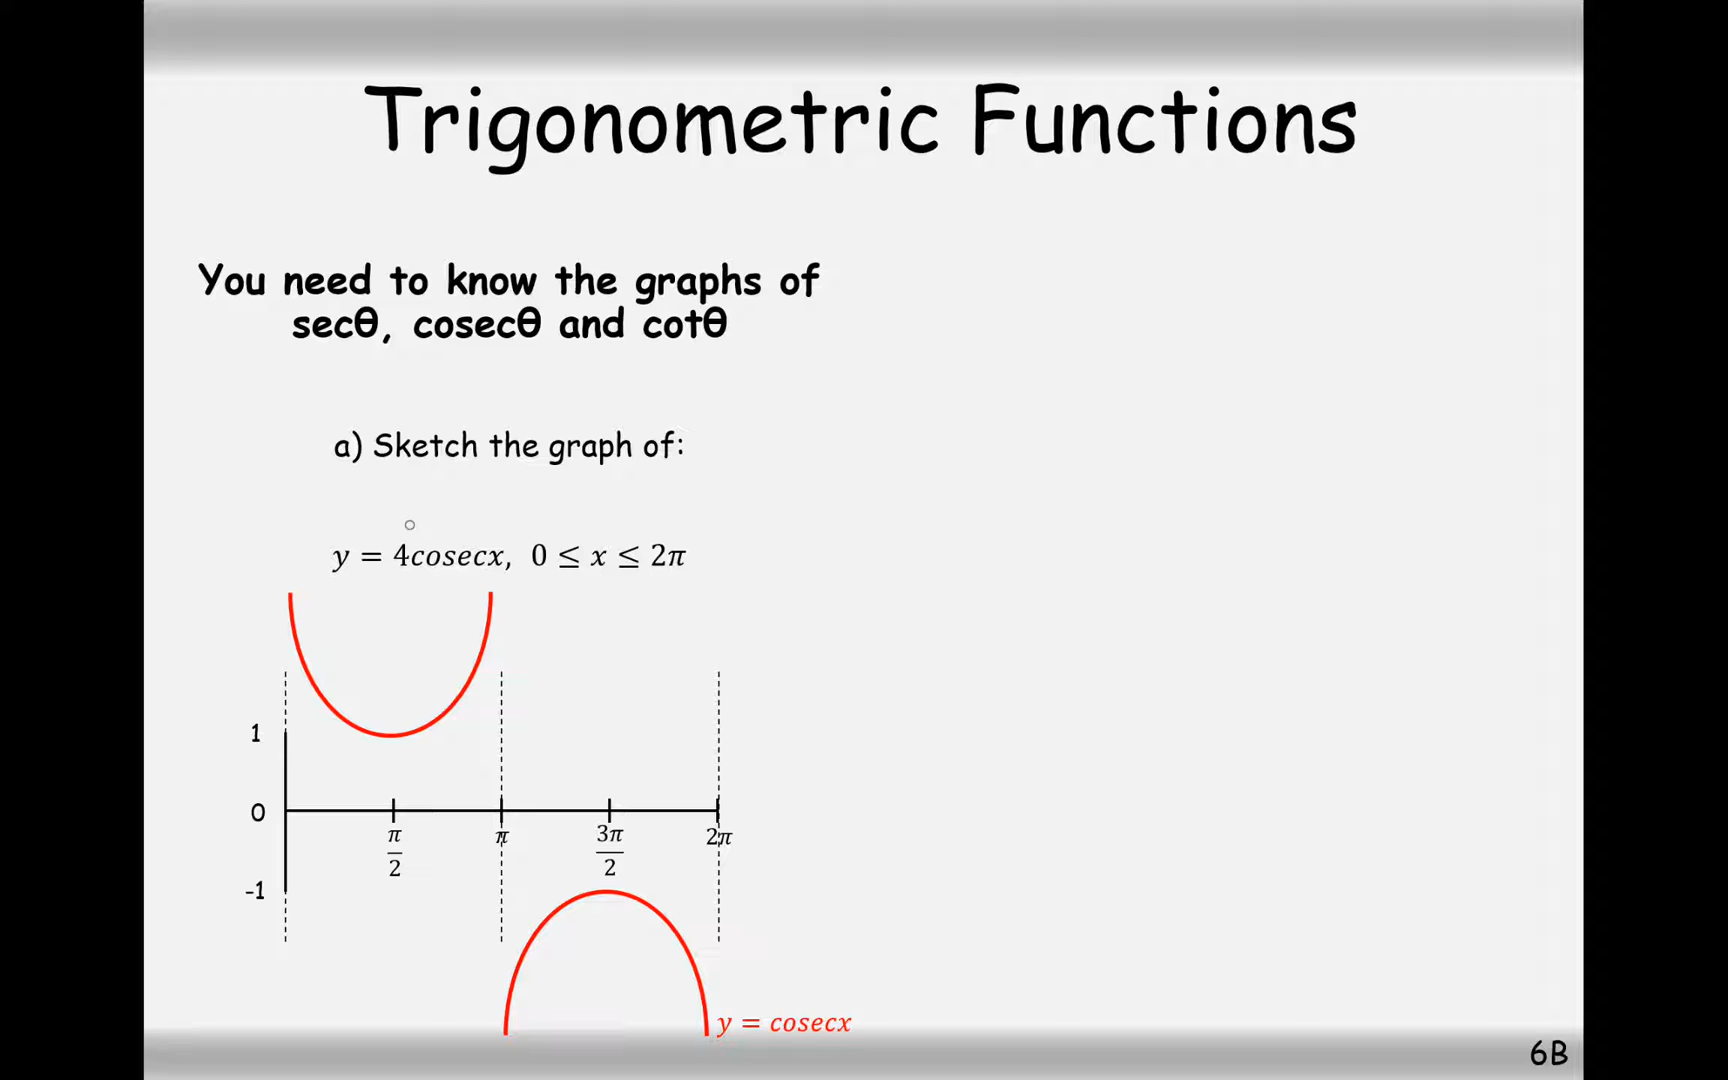 Trigonometric Functions
You need to know the graphs of
secθ, cosecθ and cotθ
a) Sketch the graph of:
y = 4cosecx, 0 ≤ x ≤ 2π
1
0
-1
π/2
π
3π/2
2π
y = cosecx
6B